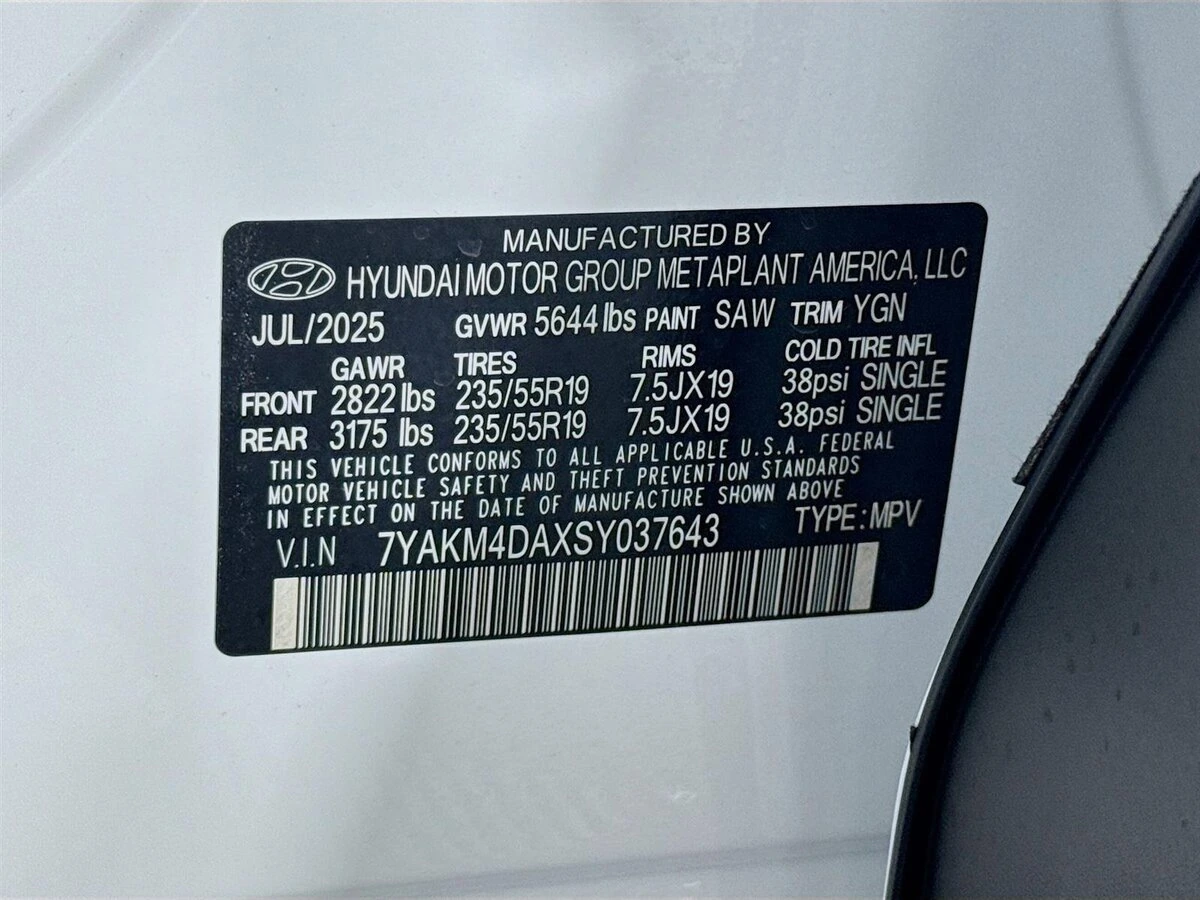 MANUFACTURED BY
HYUNDAI MOTOR GROUP METAPLANT AMERICA, LLC
JUL/2025 GVWR 5644 lbs PAINT SAW TRIM YGN
GAWR TIRES RIMS COLD TIRE INFL
FRONT 2822 lbs 235/55R19 7.5JX19 38psi SINGLE
REAR 3175 lbs 235/55R19 7.5JX19 38psi SINGLE
THIS VEHICLE CONFORMS TO ALL APPLICABLE U.S.A. FEDERAL
MOTOR VEHICLE SAFETY AND THEFT PREVENTION STANDARDS
IN EFFECT ON THE DATE OF MANUFACTURE SHOWN ABOVE
V.I.N 7YAKM4DAXSY037643 TYPE: MPV